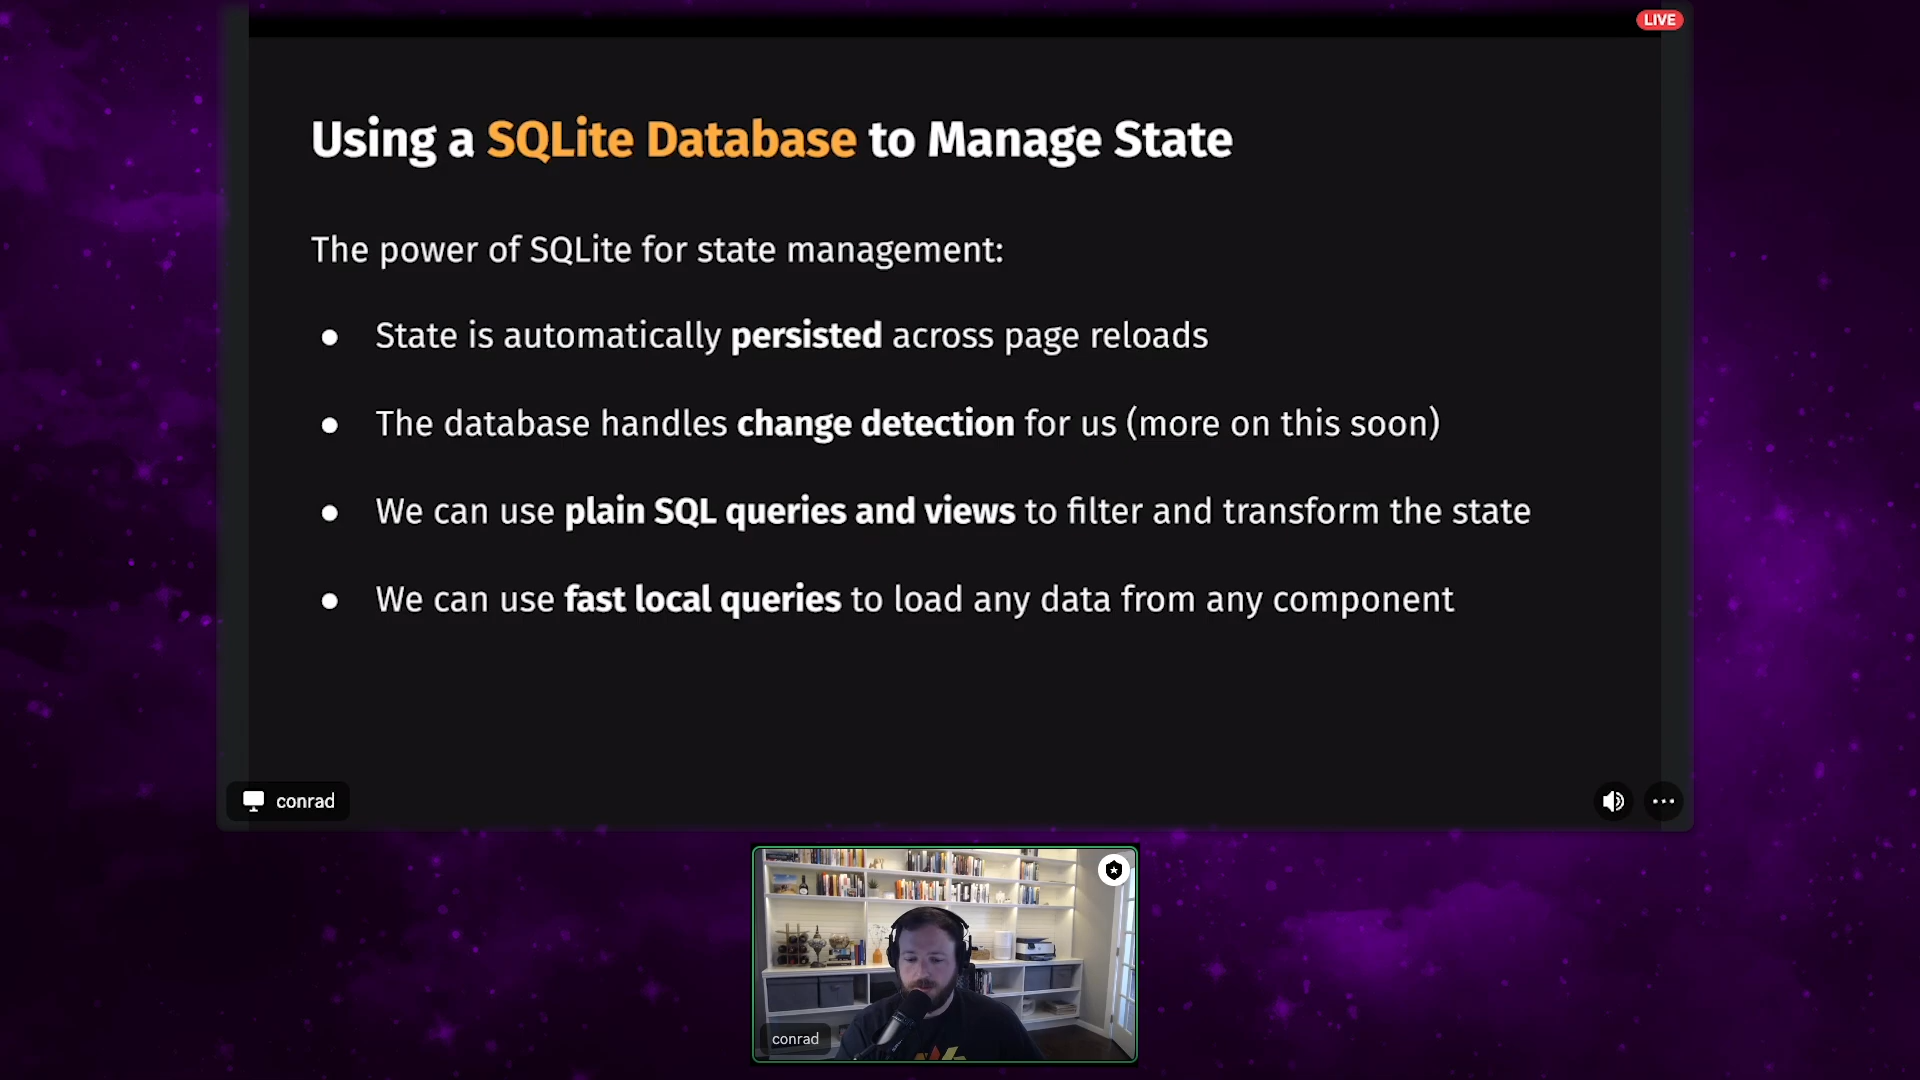 LIVE
Using a SQLite Database to Manage State
The power of SQLite for state management:
● State is automatically persisted across page reloads
● The database handles change detection for us (more on this soon)
● We can use plain SQL queries and views to filter and transform the state
● We can use fast local queries to load any data from any component
conrad
conrad